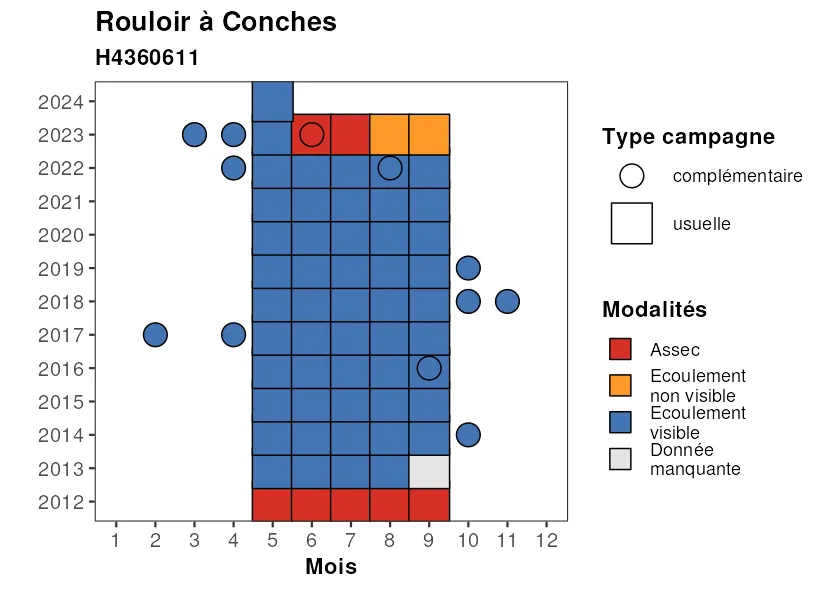 Rouloir à Conches
H4360611
2024
2023
2022
2021
2020
2019
2018
2017
2016
2015
2014
2013
2012
1 2 3 4 5 6 7 8 9 10 11 12
Mois
Type campagne
complémentaire
usuelle
Modalités
Assec
Ecoulement
non visible
Ecoulement
visible
Donnée
manquante